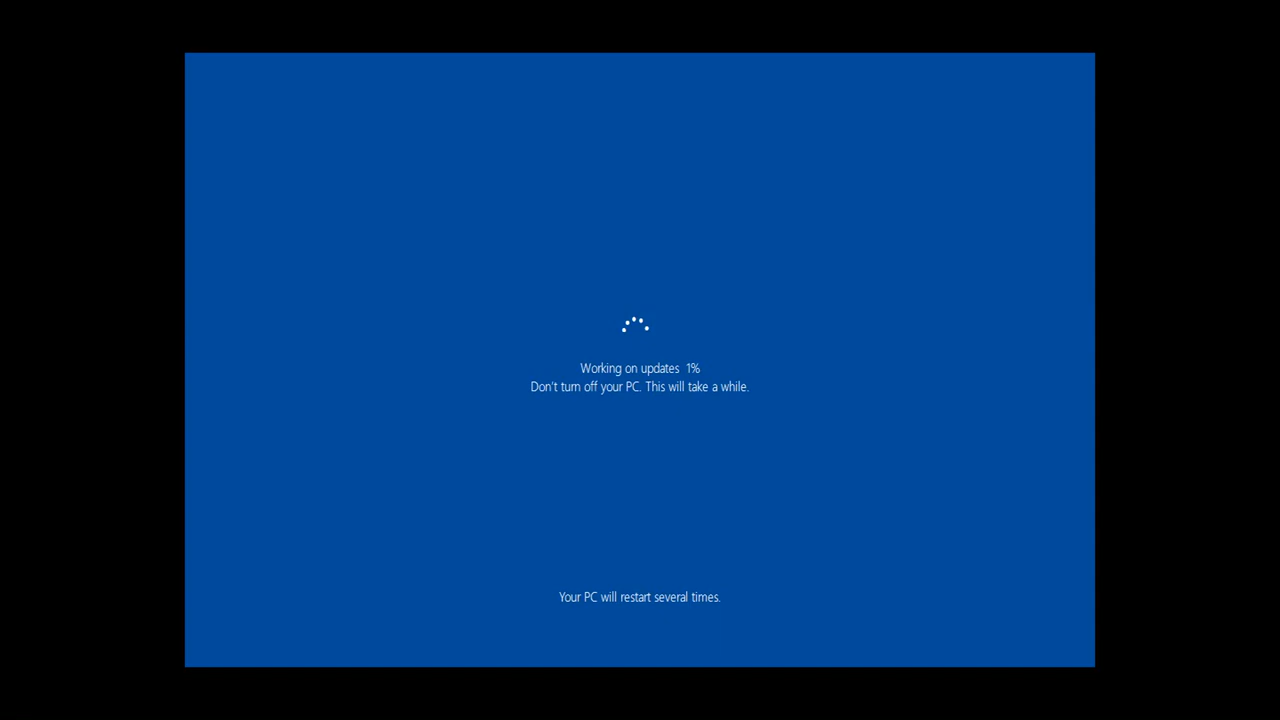 Working on updates  1%
Don't turn off your PC. This will take a while.
Your PC will restart several times.